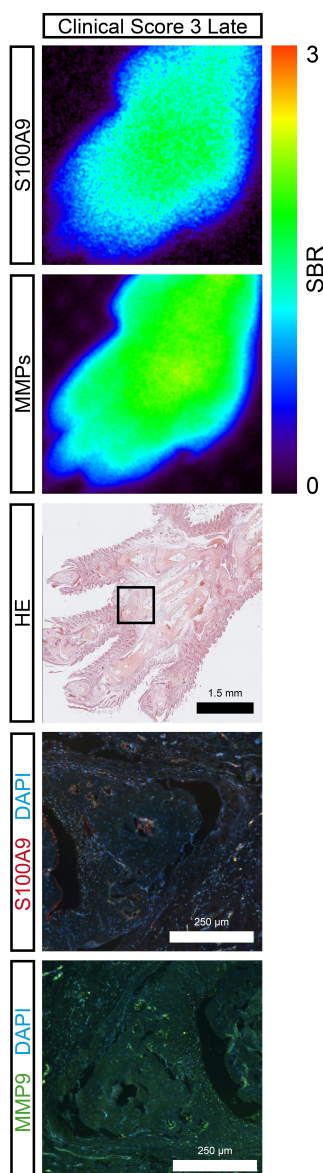 Clinical Score 3 Late
S100A9
3
SBR
MMPs
0
HE
1.5 mm
S100A9 DAPI
250 µm
MMP9 DAPI
250 µm